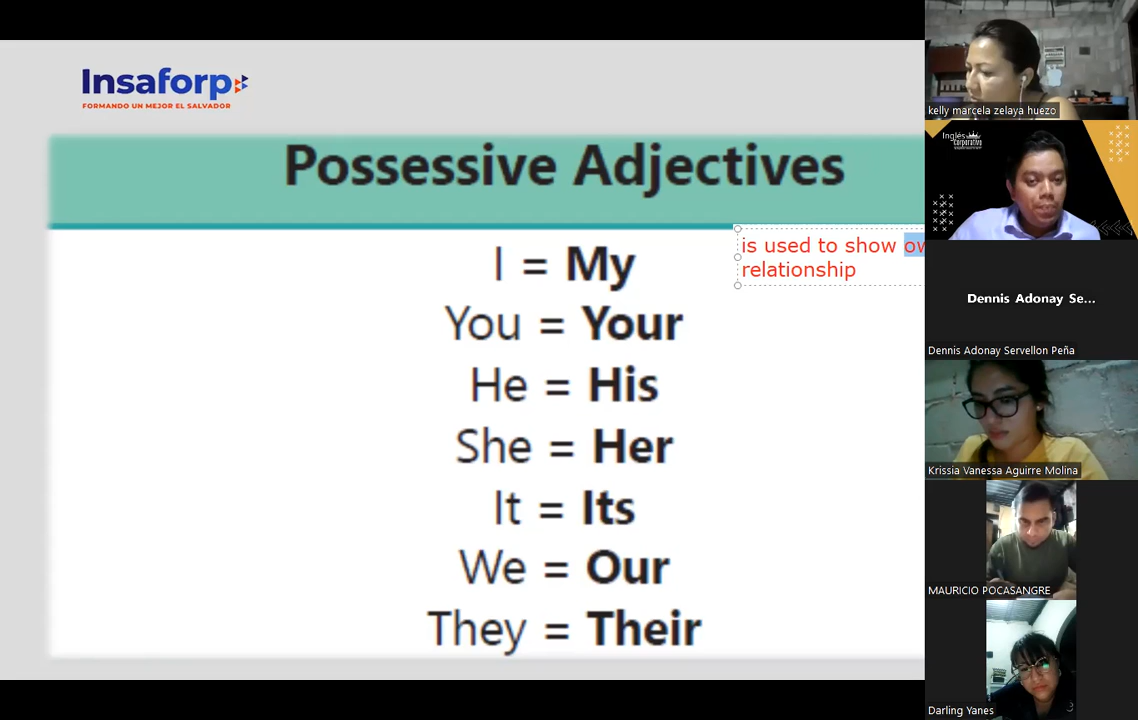 Insaforp
FORMANDO UN MEJOR EL SALVADOR
Possessive Adjectives
is used to show
relationship
I = My
You = Your
He = His
She = Her
It = Its
We = Our
They = Their
kelly marcela zelaya huezo
Inglés
corporativo
Dennis Adonay Se...
Dennis Adonay Servellon Peña
Krissia Vanessa Aguirre Molina
MAURICIO POCASANGRE
Darling Yanes